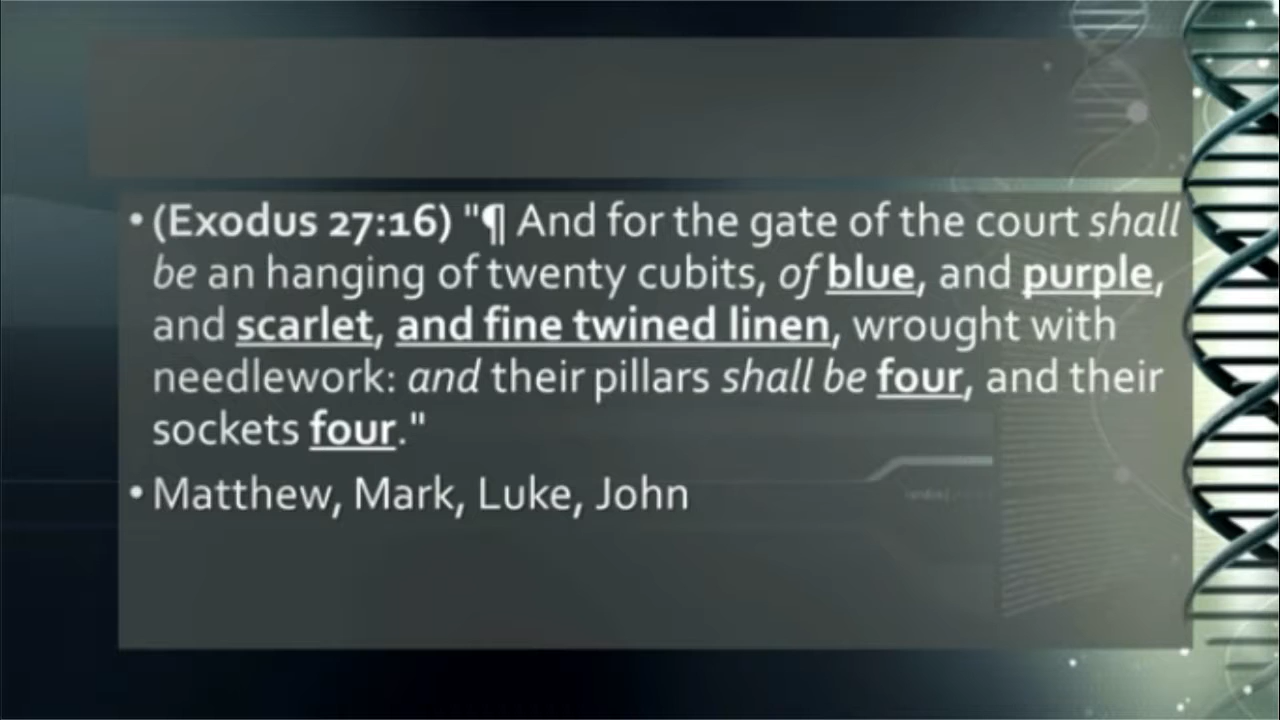 • (Exodus 27:16) "¶ And for the gate of the court shall
be an hanging of twenty cubits, of blue, and purple,
and scarlet, and fine twined linen, wrought with
needlework: and their pillars shall be four, and their
sockets four."
• Matthew, Mark, Luke, John